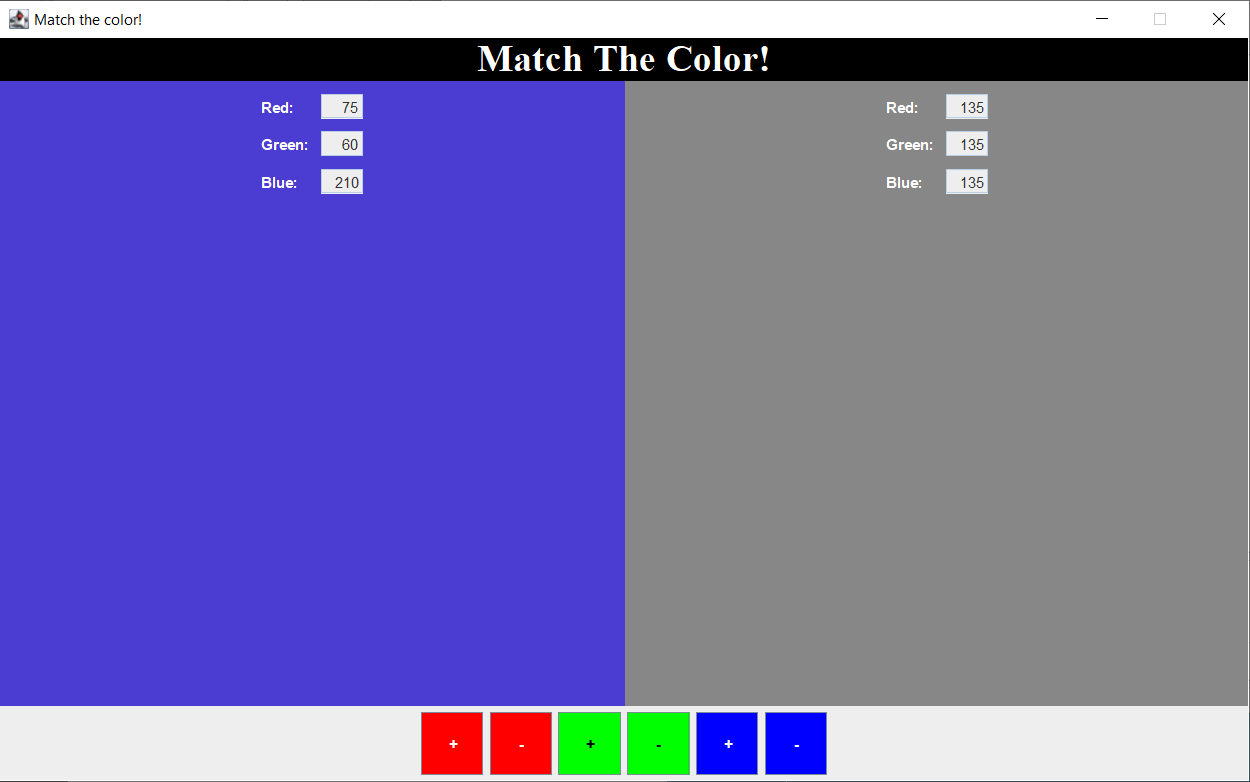 Match the color!
Match The Color!
Red: 75
Green: 60
Blue: 210
Red: 135
Green: 135
Blue: 135
+ - + - + -